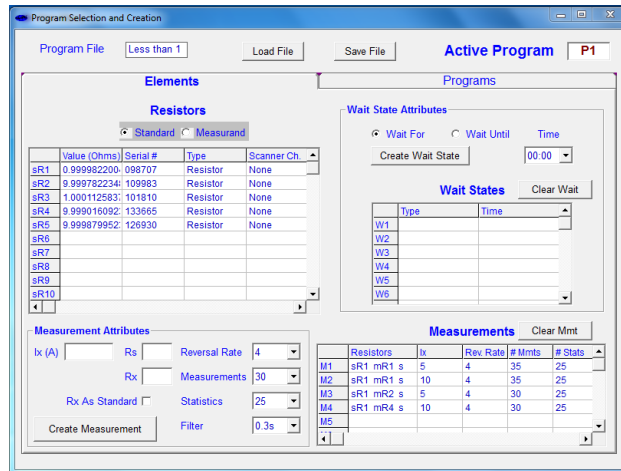 Program Selection and Creation
Program File Less than 1 Load File Save File Active Program P1
Elements Programs
Resistors
Standard Measurand
Value (Ohms) Serial # Type Scanner Ch.
sR1 0.999982200 098707 Resistor None
sR2 9.999782234 109983 Resistor None
sR3 1.000112583 101810 Resistor None
sR4 9.999016092 133665 Resistor None
sR5 9.999879952 126930 Resistor None
sR6
sR7
sR8
sR9
sR10
Wait State Attributes
Wait For Wait Until Time
Create Wait State 00:00
Wait States Clear Wait
Type Time
W1
W2
W3
W4
W5
W6
Measurement Attributes
Ix (A) Rs Reversal Rate 4
Rx Measurements 30
Rx As Standard Statistics 25
Create Measurement Filter 0.3s
Measurements Clear Mmt
Resistors Ix Rev. Rate # Mmts # Stats
M1 sR1 mR1 s 5 4 35 25
M2 sR1 mR1 s 10 4 35 25
M3 sR1 mR2 s 5 4 30 25
M4 sR1 mR4 s 10 4 30 25
M5